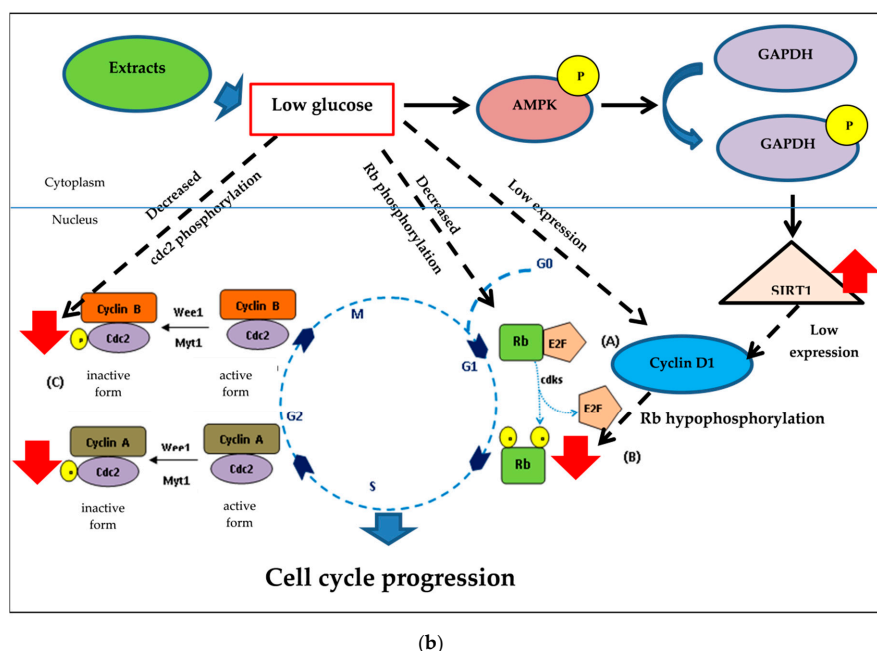 Extracts
Low glucose
AMPK
P
GAPDH
GAPDH
P
Cytoplasm
Nucleus
Decreased
cdc2 phosphorylation
Decreased
Rb phosphorylation
Low expression
SIRT1
Low
expression
G0
G1
M
G2
S
Cyclin B
Cdc2
P
inactive
form
Wee1
Myt1
Cyclin B
Cdc2
active
form
(C)
Cyclin A
Cdc2
inactive
form
Wee1
Myt1
Cyclin A
Cdc2
active
form
Rb
E2F
(A)
cdks
E2F
Rb
Cyclin D1
Rb hypophosphorylation
(B)
Cell cycle progression
(b)